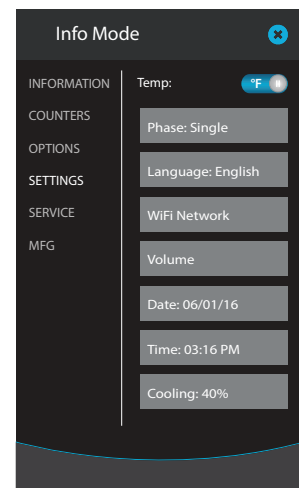 Info Mode
INFORMATION
COUNTERS
OPTIONS
SETTINGS
SERVICE
MFG
Temp: °F
Phase: Single
Language: English
WiFi Network
Volume
Date: 06/01/16
Time: 03:16 PM
Cooling: 40%